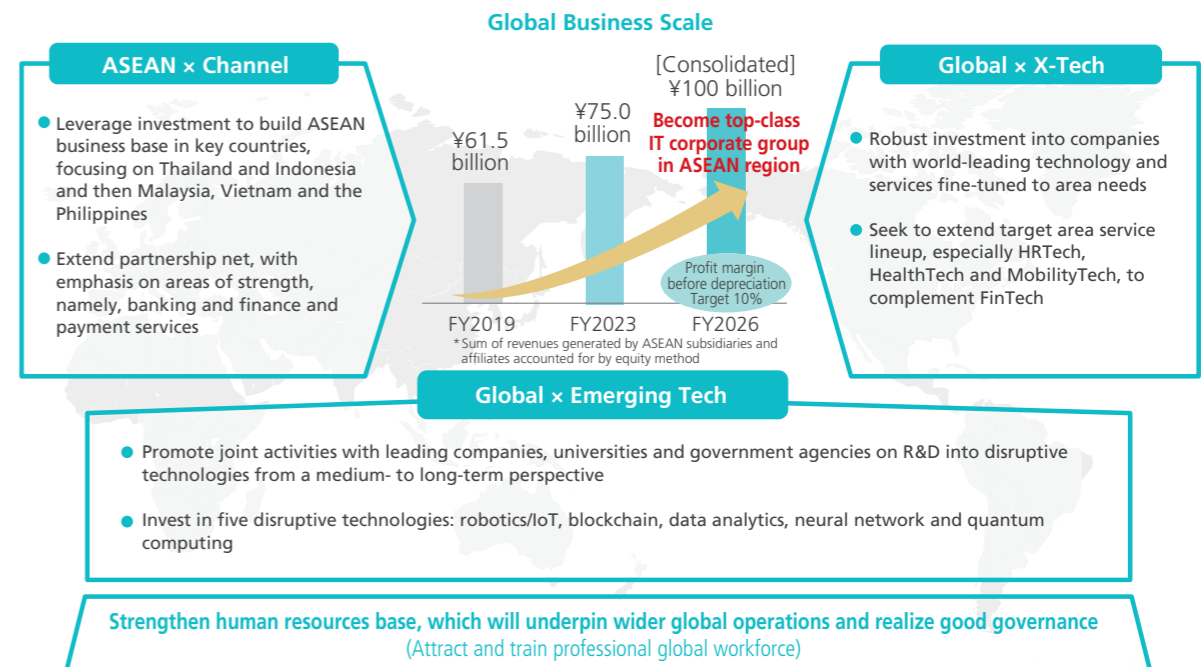 Global Business Scale
ASEAN × Channel
● Leverage investment to build ASEAN
business base in key countries,
focusing on Thailand and Indonesia
and then Malaysia, Vietnam and the
Philippines
● Extend partnership net, with
emphasis on areas of strength,
namely, banking and finance and
payment services
¥61.5
billion
¥75.0
billion
[Consolidated]
¥100 billion
Become top-class
IT corporate group
in ASEAN region
Profit margin
before depreciation
Target 10%
FY2019
FY2023
FY2026
* Sum of revenues generated by ASEAN subsidiaries and
affiliates accounted for by equity method
Global × X-Tech
● Robust investment into companies
with world-leading technology and
services fine-tuned to area needs
● Seek to extend target area service
lineup, especially HRTech,
HealthTech and MobilityTech, to
complement FinTech
Global × Emerging Tech
● Promote joint activities with leading companies, universities and government agencies on R&D into disruptive
technologies from a medium- to long-term perspective
● Invest in five disruptive technologies: robotics/IoT, blockchain, data analytics, neural network and quantum
computing
Strengthen human resources base, which will underpin wider global operations and realize good governance
(Attract and train professional global workforce)